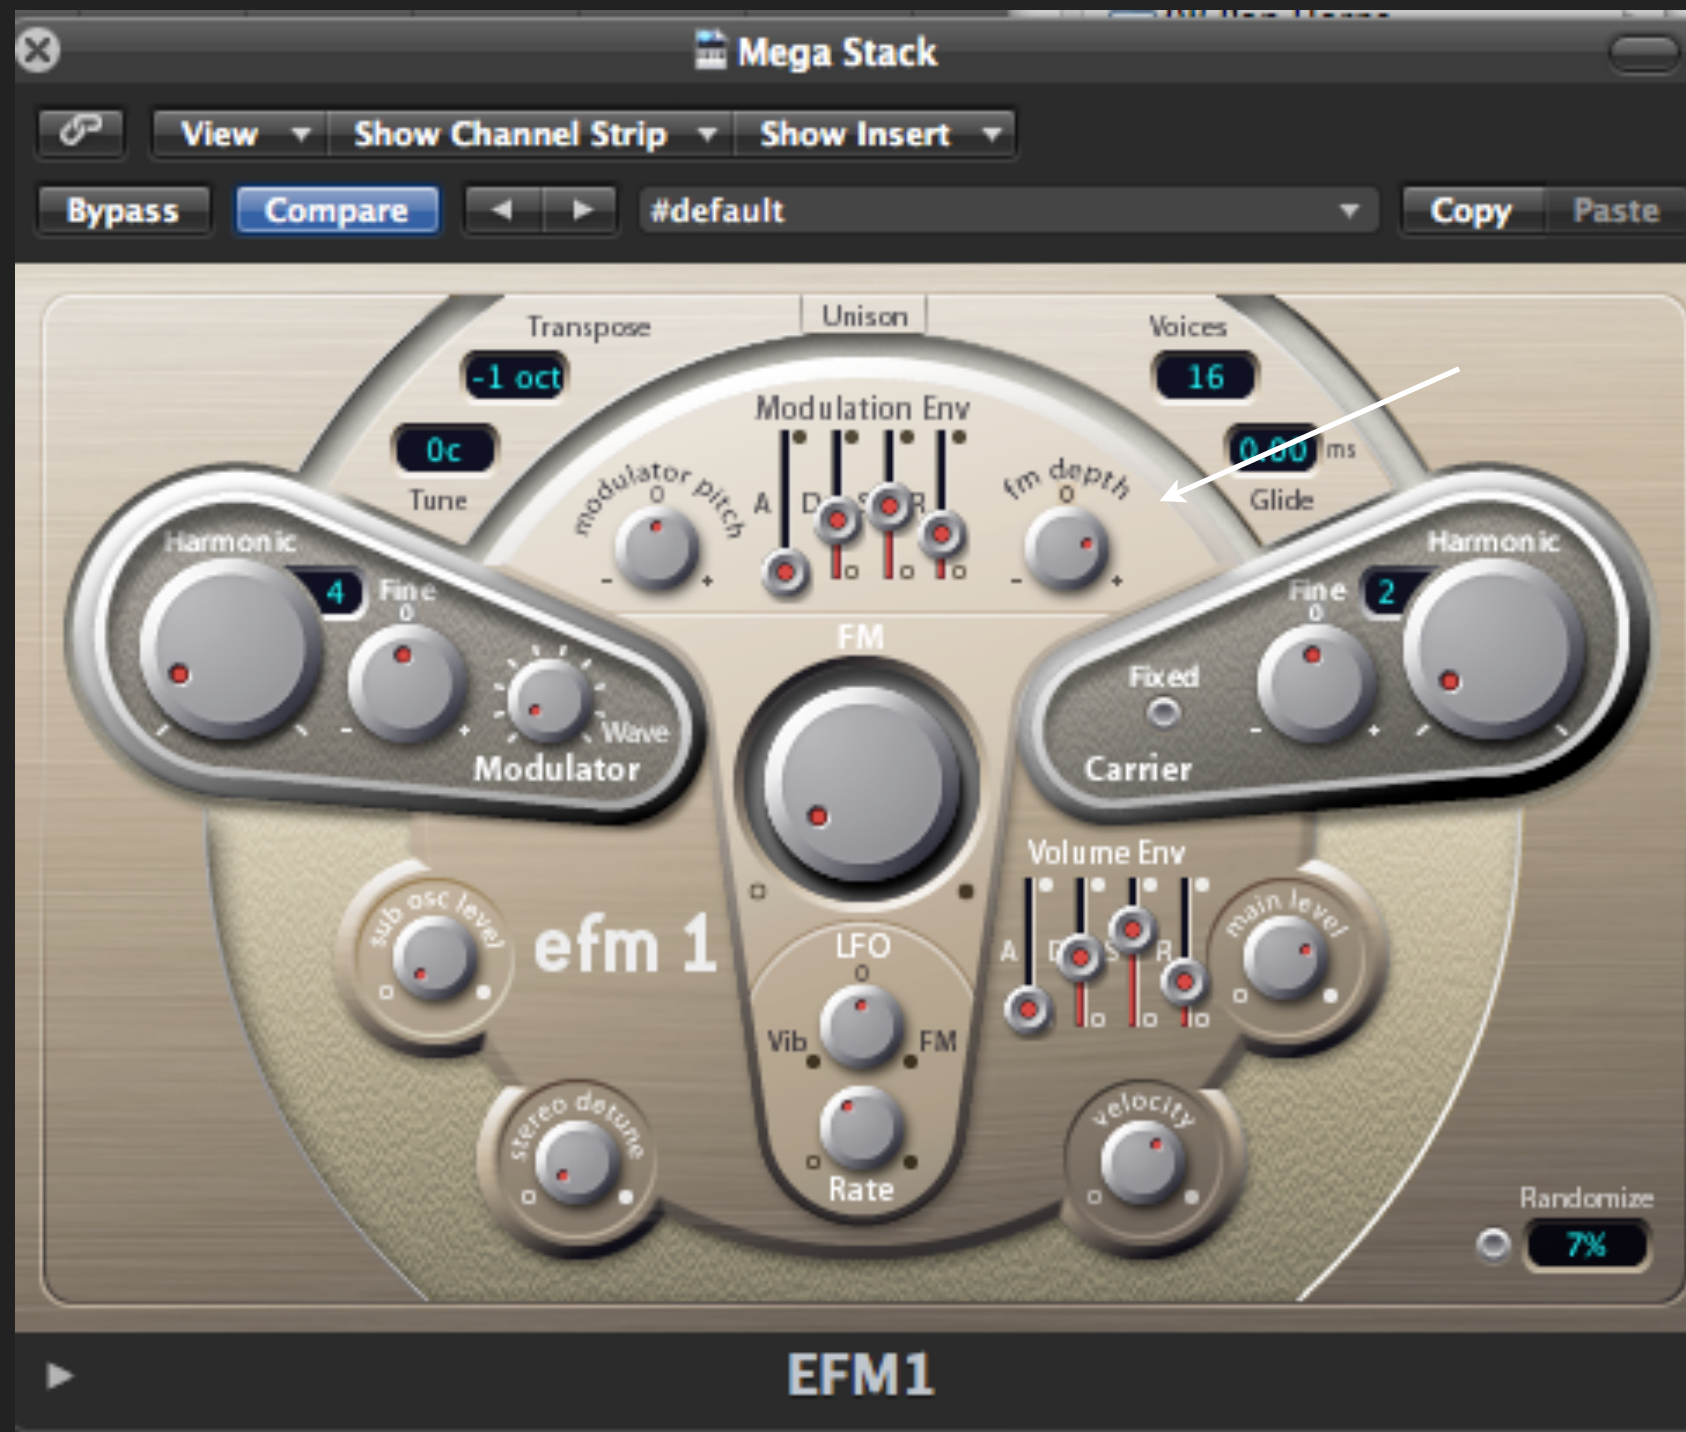 Mega Stack
View Show Channel Strip Show Insert
Bypass Compare #default Copy Paste
Transpose Unison Voices
-1 oct 16
Modulation Env
0c 0.00 ms
Tune modulator pitch 0 A D S R fm depth 0 Glide
- + - +
Harmonic Harmonic
4 Fine Fine 2
0 0
FM
Fixed
- + Wave - +
Modulator Carrier
Volume Env
sub osc level efm 1 LFO A D S R main level
0
Vib FM
stereo detune velocity
Rate
Randomize
7%
EFM1